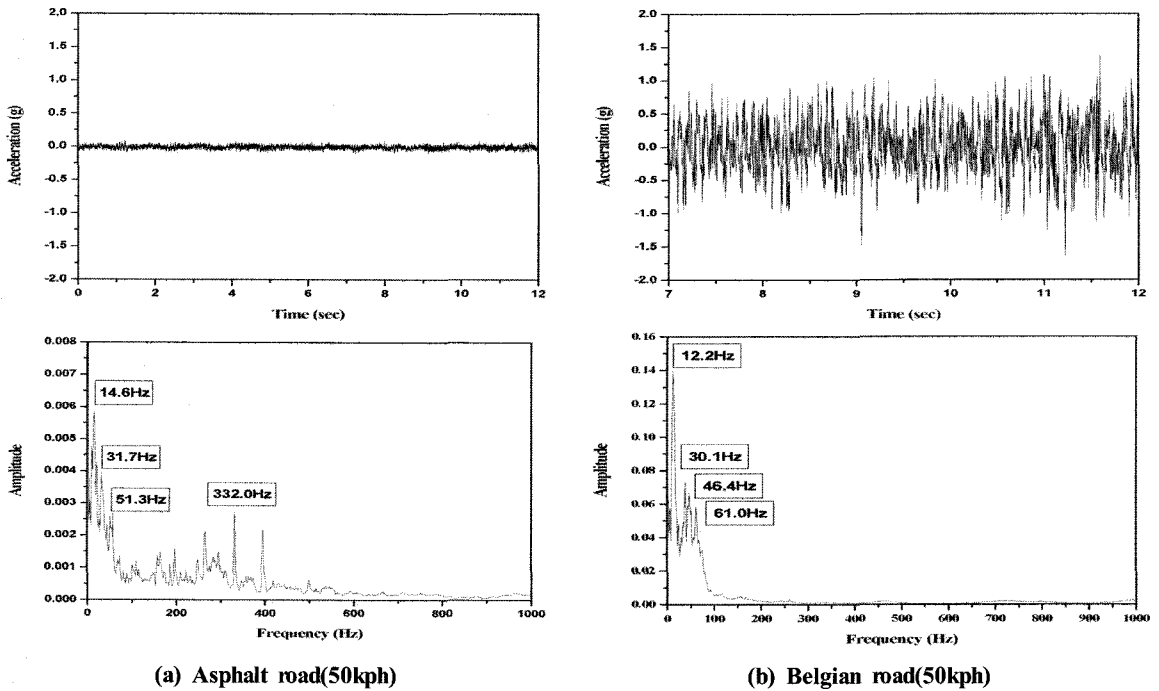 2.0
1.5
1.0
0.5
0.0
-0.5
-1.0
-1.5
-2.0
Acceleration (g)
0 2 4 6 8 10 12
Time (sec)
2.0
1.5
1.0
0.5
0.0
-0.5
-1.0
-1.5
-2.0
Acceleration (g)
7 8 9 10 11 12
Time (sec)
0.008
0.007
0.006
0.005
0.004
0.003
0.002
0.001
0.000
Amplitude
14.6Hz
31.7Hz
51.3Hz
332.0Hz
0 200 400 600 800 1000
Frequency (Hz)
0.16
0.14
0.12
0.10
0.08
0.06
0.04
0.02
0.00
Amplitude
12.2Hz
30.1Hz
46.4Hz
61.0Hz
0 100 200 300 400 500 600 700 800 900 1000
Frequency (Hz)
(a) Asphalt road(50kph)
(b) Belgian road(50kph)